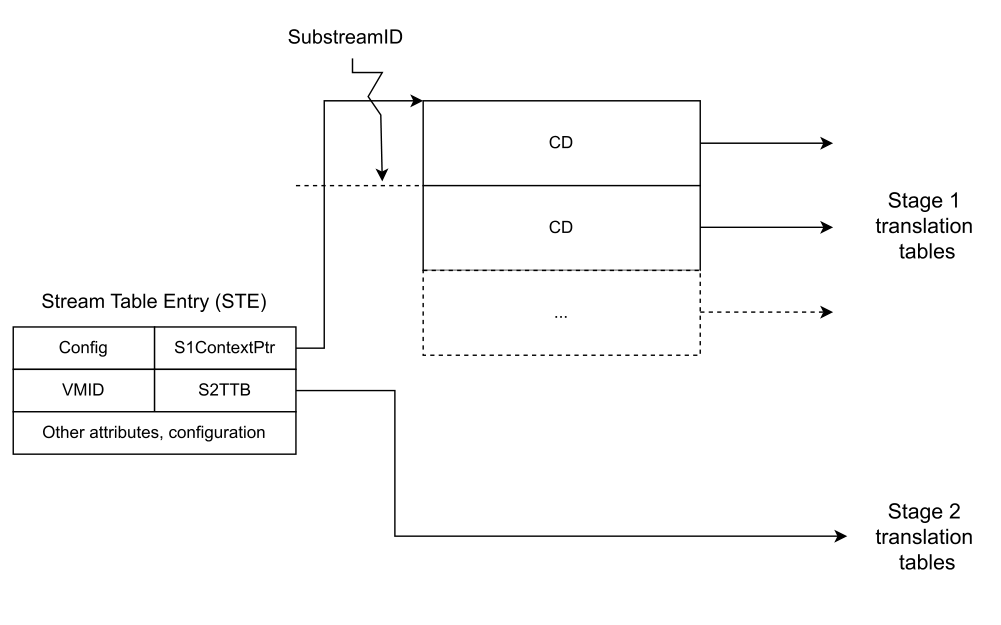 SubstreamID
CD
CD
...
Stage 1
translation
tables
Stream Table Entry (STE)
Config
S1ContextPtr
VMID
S2TTB
Other attributes, configuration
Stage 2
translation
tables